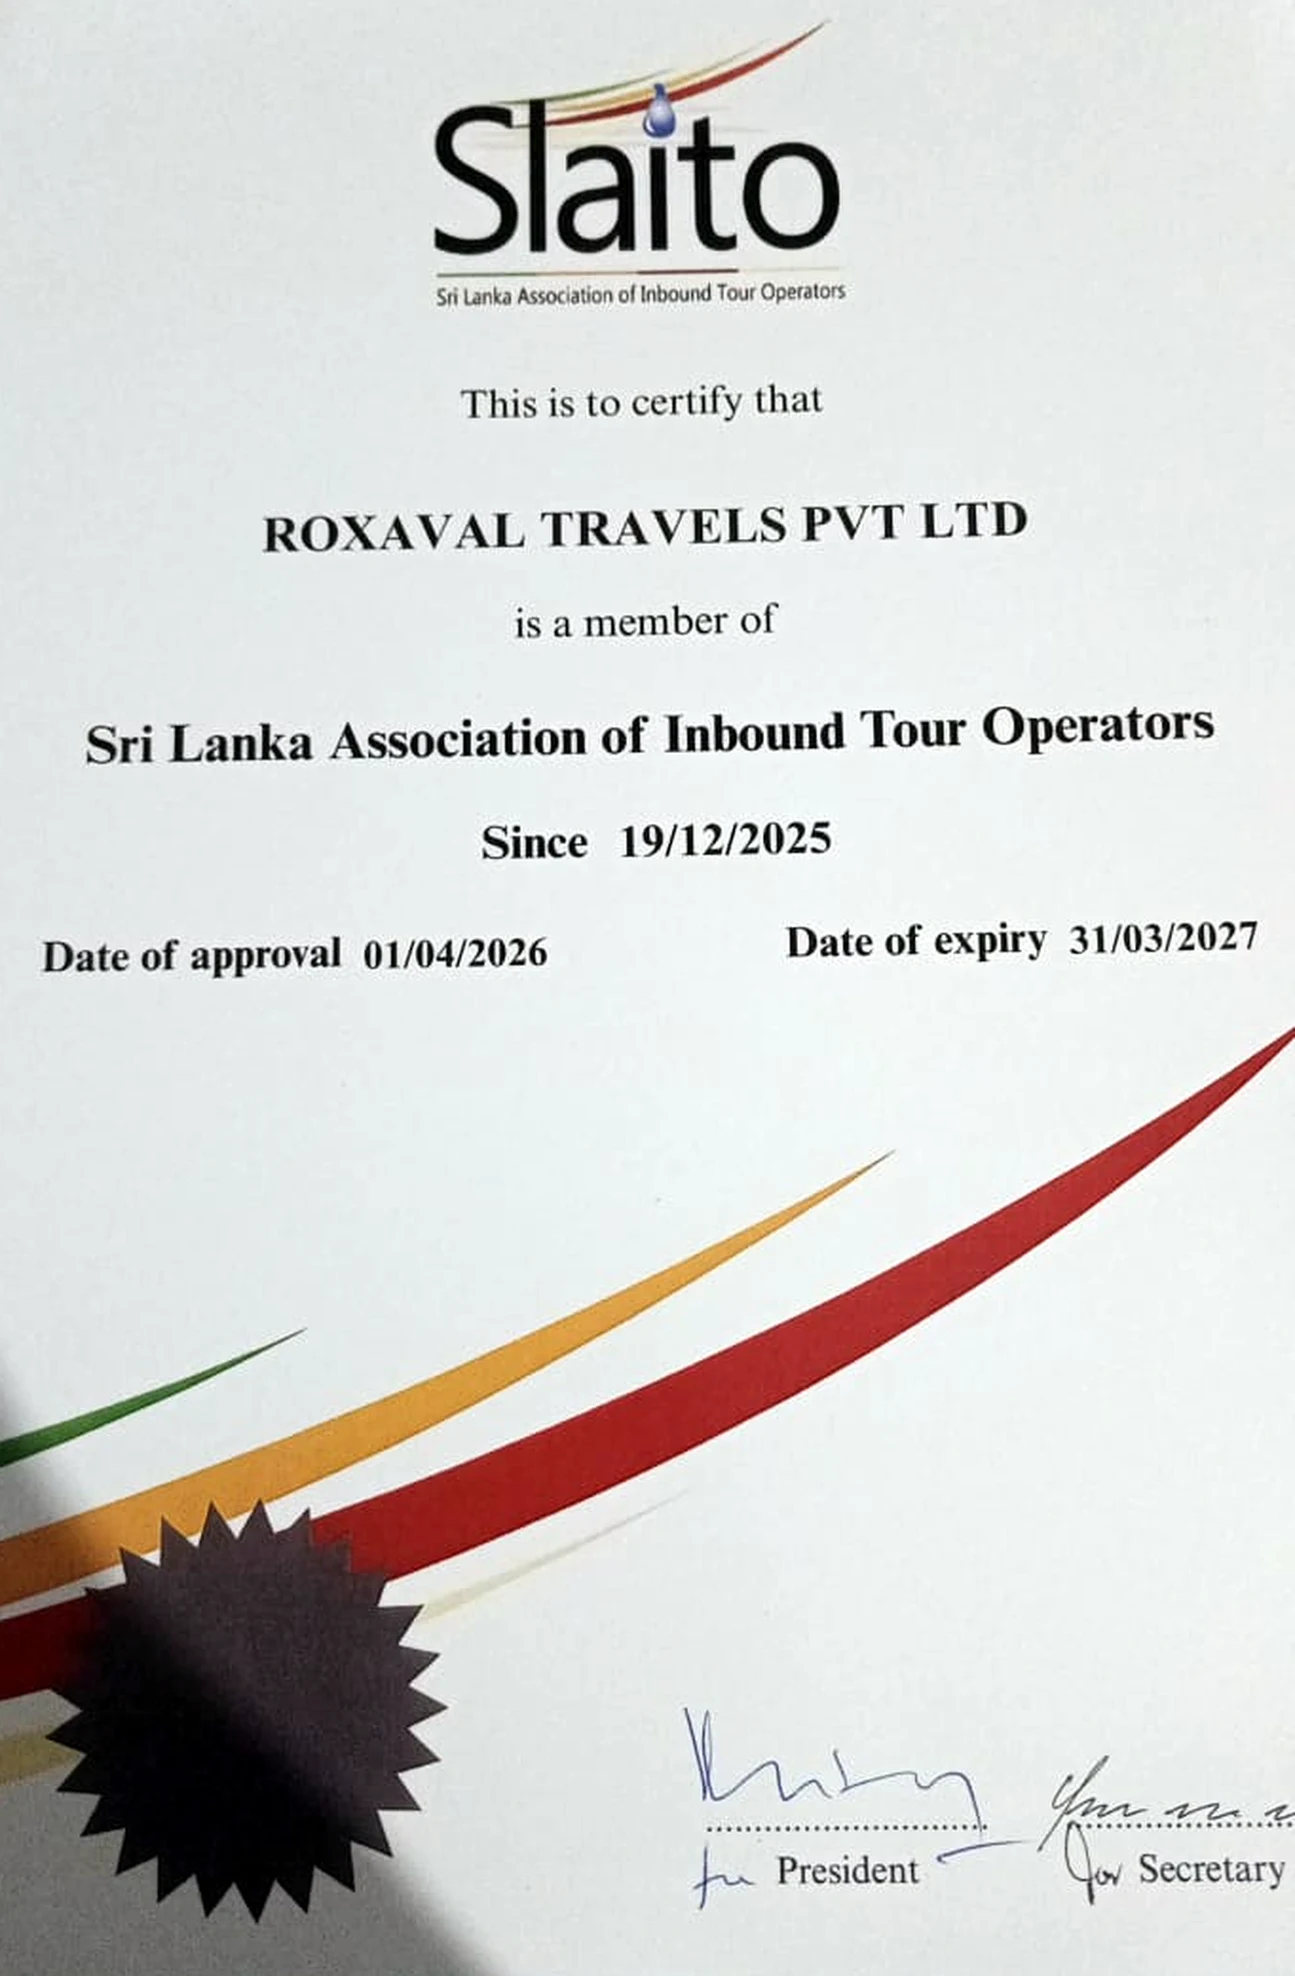 Slaito
Sri Lanka Association of Inbound Tour Operators
This is to certify that
ROXAVAL TRAVELS PVT LTD
is a member of
Sri Lanka Association of Inbound Tour Operators
Since 19/12/2025
Date of approval 01/04/2026 Date of expiry 31/03/2027
for President for Secretary